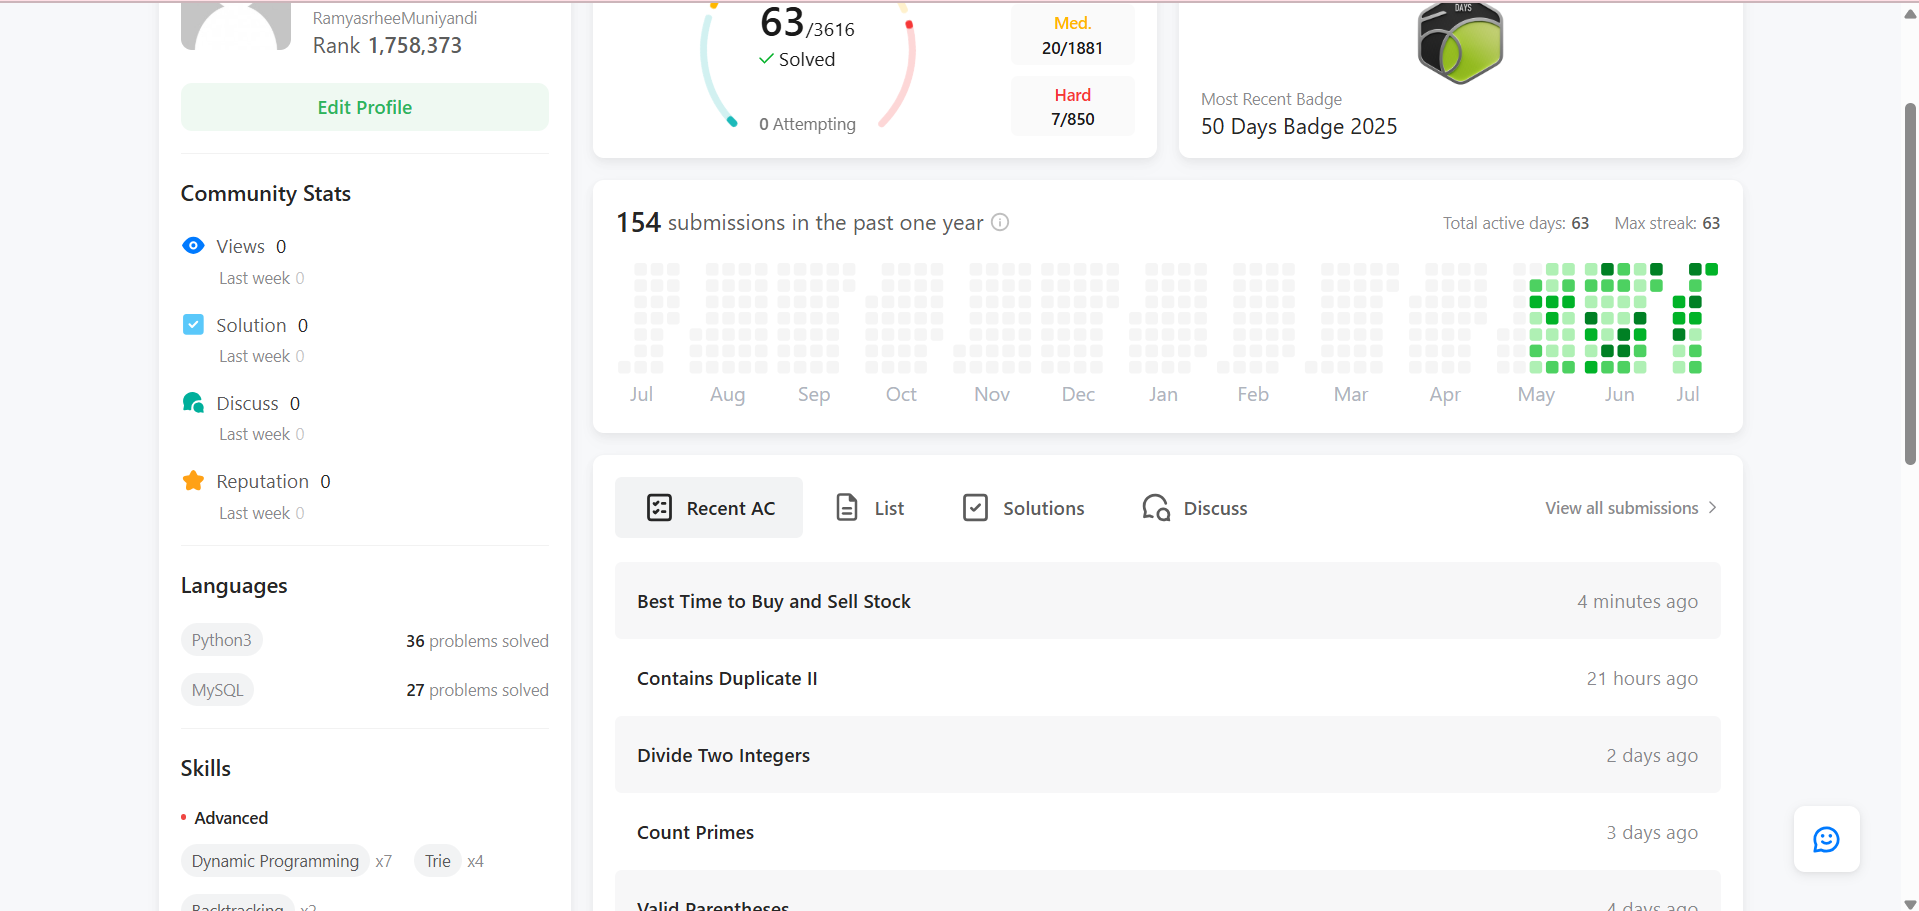 RamyasrheeMuniyandi
Rank 1,758,373
Edit Profile
Community Stats
Views 0
Last week 0
Solution 0
Last week 0
Discuss 0
Last week 0
Reputation 0
Last week 0
Languages
Python3 36 problems solved
MySQL 27 problems solved
Skills
Advanced
Dynamic Programming x7 Trie x4
Backtracking x2
63/3616
Solved
0 Attempting
Med.
20/1881
Hard
7/850
DAYS
Most Recent Badge
50 Days Badge 2025
154 submissions in the past one year
Total active days: 63 Max streak: 63
Jul Aug Sep Oct Nov Dec Jan Feb Mar Apr May Jun Jul
Recent AC List Solutions Discuss View all submissions
Best Time to Buy and Sell Stock 4 minutes ago
Contains Duplicate II 21 hours ago
Divide Two Integers 2 days ago
Count Primes 3 days ago
Valid Parentheses 4 days ago